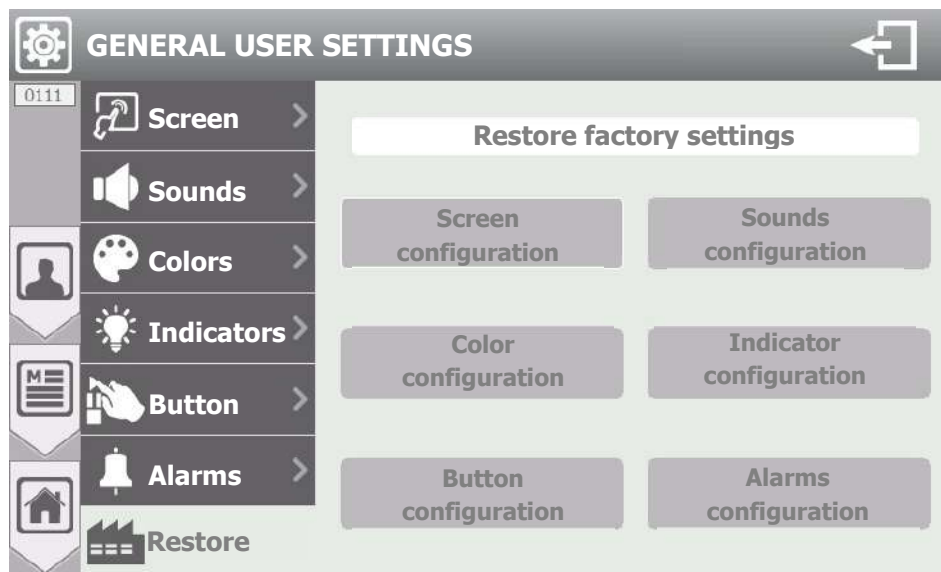 GENERAL USER SETTINGS
0111
Screen
Sounds
Colors
Indicators
M
Button
Alarms
Restore
Restore factory settings
Screen
configuration
Sounds
configuration
Color
configuration
Indicator
configuration
Button
configuration
Alarms
configuration